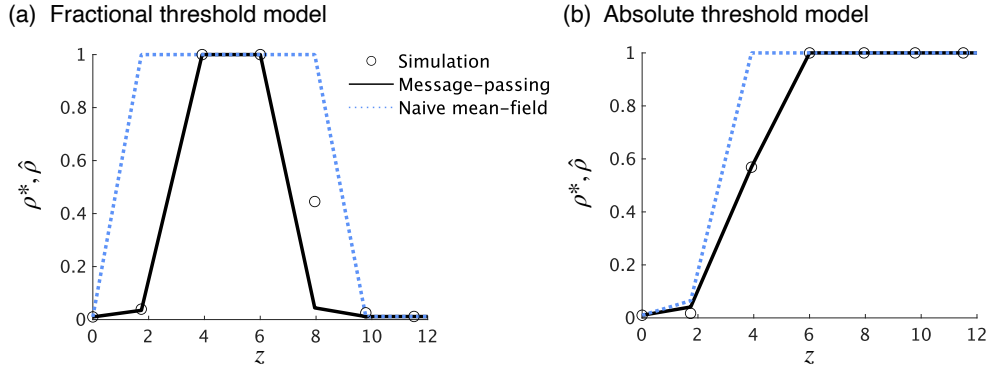 (a) Fractional threshold model
1
0.8
0.6
0.4
0.2
0
ρ*, ρ̂
0 2 4 6 8 10 12
z
Simulation
Message-passing
Naive mean-field
(b) Absolute threshold model
1
0.8
0.6
0.4
0.2
0
ρ*, ρ̂
0 2 4 6 8 10 12
z